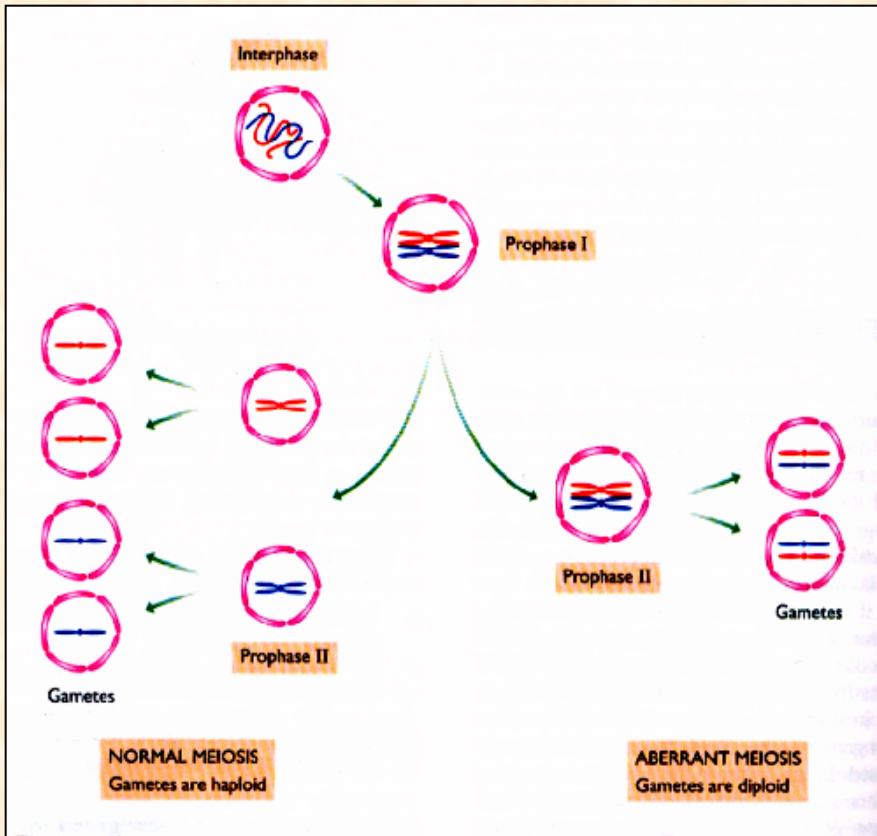 Interphase
Prophase I
Prophase II
Gametes
Prophase II
Gametes
NORMAL MEIOSIS
Gametes are haploid
ABERRANT MEIOSIS
Gametes are diploid